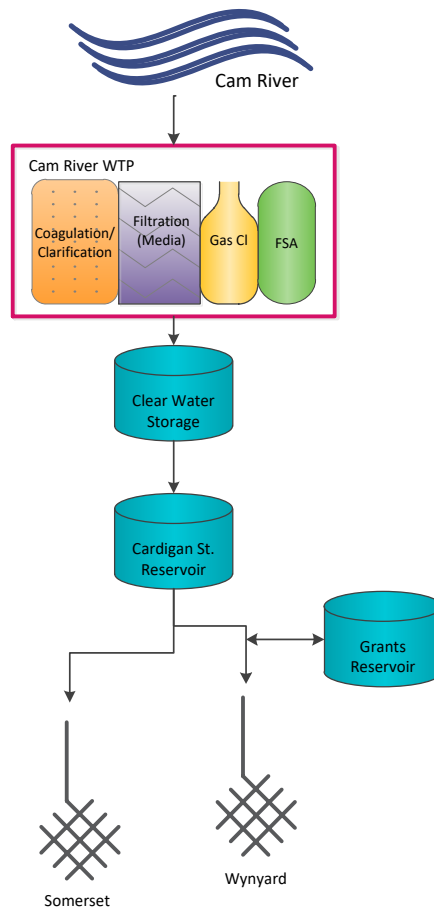 Cam River
Cam River WTP
Coagulation/
Clarification
Filtration
(Media)
Gas Cl
FSA
Clear Water
Storage
Cardigan St.
Reservoir
Grants
Reservoir
Somerset
Wynyard